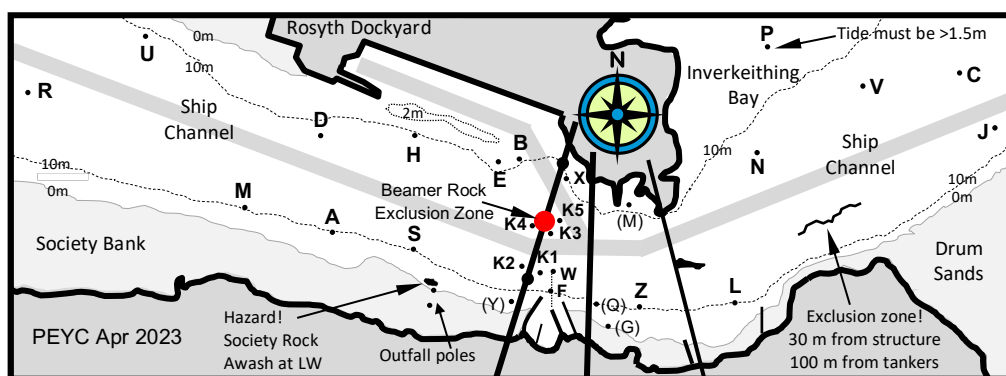 Rosyth Dockyard
P
Tide must be >1.5m
U
0m
10m
N
Inverkeithing
Bay
C
V
R
Ship
Channel
2m
D
H
B
E
X
J
10m
N
Ship
Channel
10m
0m
10m
0m
M
A
S
Beamer Rock
Exclusion Zone
K5
K4
K3
(M)
Society Bank
K2
K1
W
F
(Y)
(Q)
Z
L
(G)
Drum
Sands
Hazard!
Society Rock
Awash at LW
Outfall poles
Exclusion zone!
30 m from structure
100 m from tankers
PEYC Apr 2023